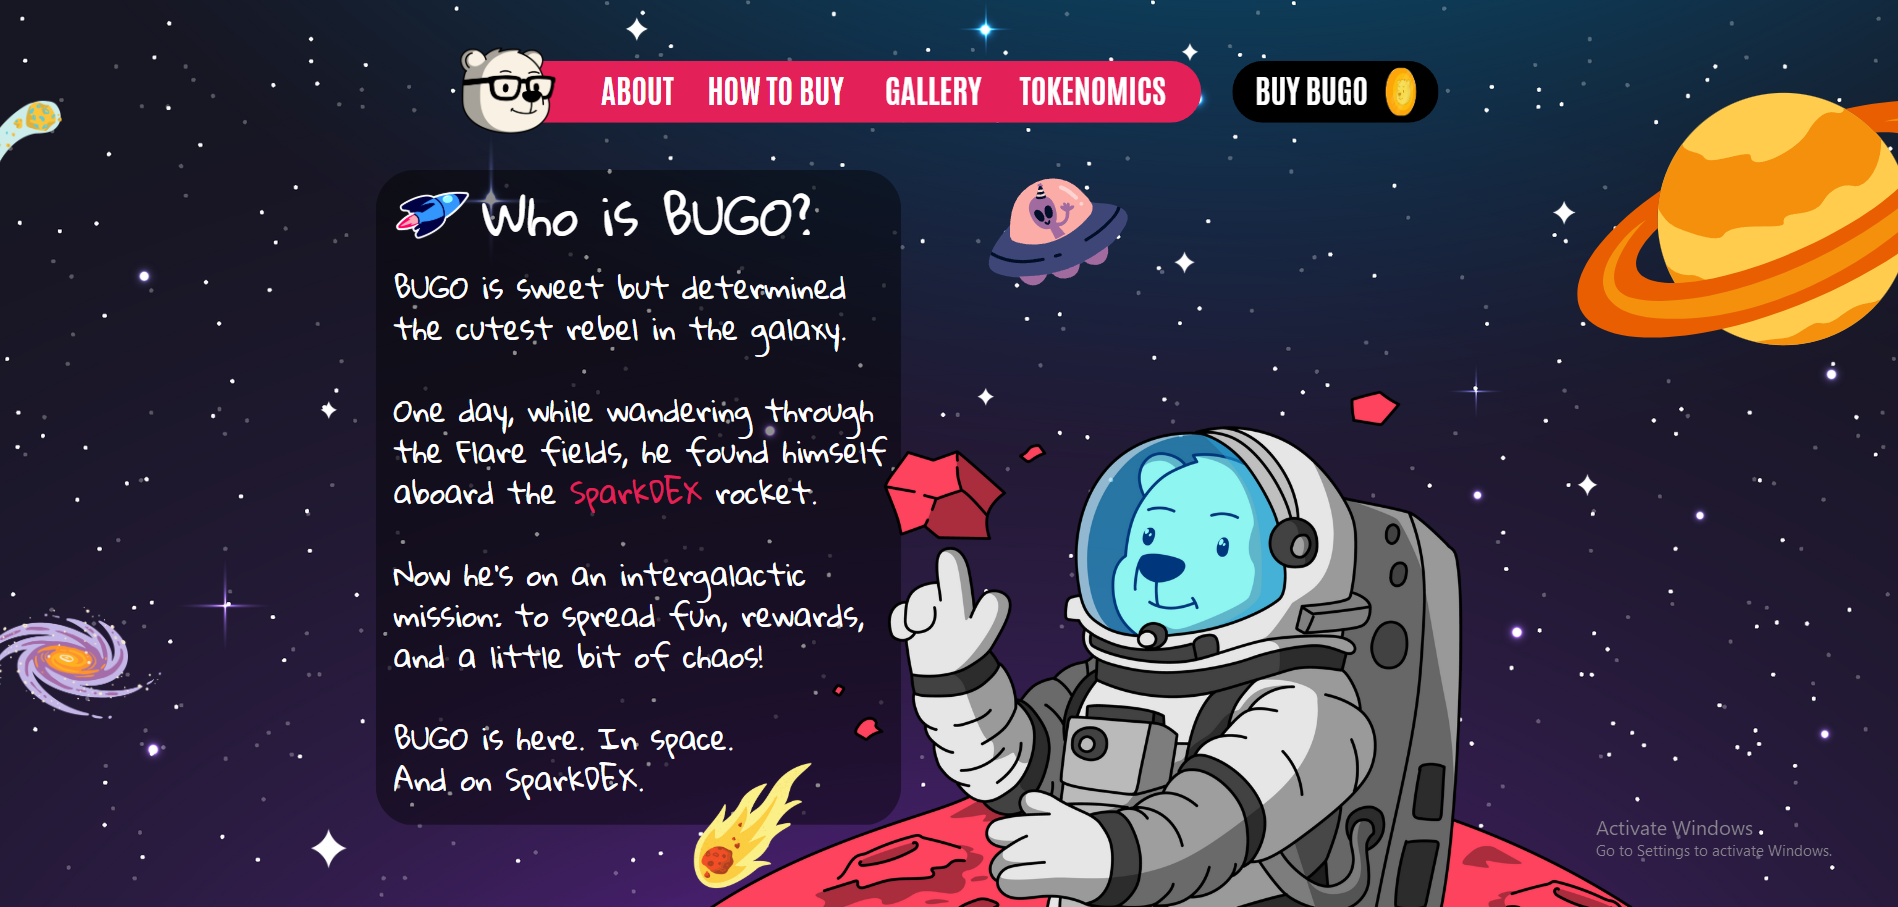 ABOUT HOW TO BUY GALLERY TOKENOMICS BUY BUGO
Who is BUGO?
BUGO is sweet but determined
the cutest rebel in the galaxy.
One day, while wandering through
the Flare fields, he found himself
aboard the SparkDEX rocket.
Now he's on an intergalactic
mission: to spread fun, rewards,
and a little bit of chaos!
BUGO is here. In space.
And on SparkDEX.
Activate Windows
Go to Settings to activate Windows.